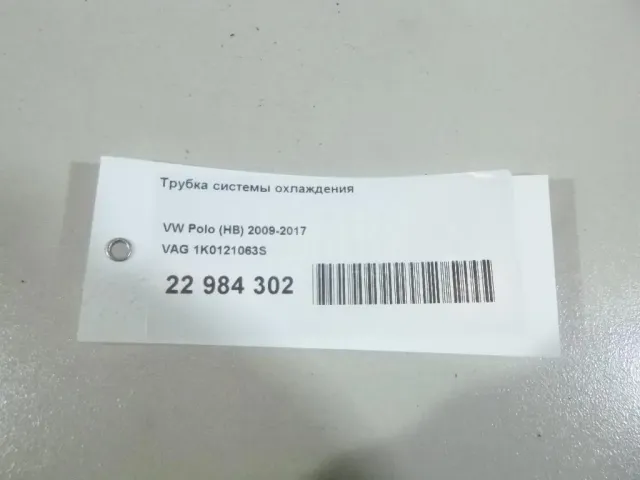 Трубка системы охлаждения
VW Polo (HB) 2009-2017
VAG 1K0121063S
22 984 302